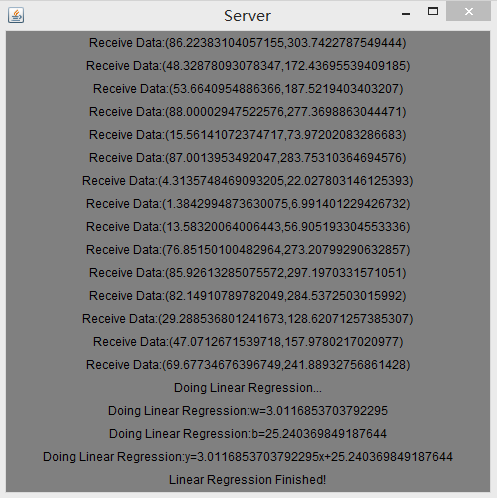 Server
Receive Data:(86.22383104057155,303.7422787549444)
Receive Data:(48.32878093078347,172.43695539409185)
Receive Data:(53.6640954886366,187.5219403403207)
Receive Data:(88.00002947522576,277.3698863044471)
Receive Data:(15.56141072374717,73.97202083286683)
Receive Data:(87.0013953492047,283.75310364694576)
Receive Data:(4.3135748469093205,22.027803146125393)
Receive Data:(1.3842994873630075,6.991401229426732)
Receive Data:(13.58320064006443,56.905193304553336)
Receive Data:(76.85150100482964,273.20799290632857)
Receive Data:(85.92613285075572,297.1970331571051)
Receive Data:(82.14910789782049,284.5372503015992)
Receive Data:(29.288536801241673,128.62071257385307)
Receive Data:(47.0712671539718,157.9780217020977)
Receive Data:(69.67734676396749,241.88932756861428)
Doing Linear Regression...
Doing Linear Regression:w=3.0116853703792295
Doing Linear Regression:b=25.240369849187644
Doing Linear Regression:y=3.0116853703792295x+25.240369849187644
Linear Regression Finished!